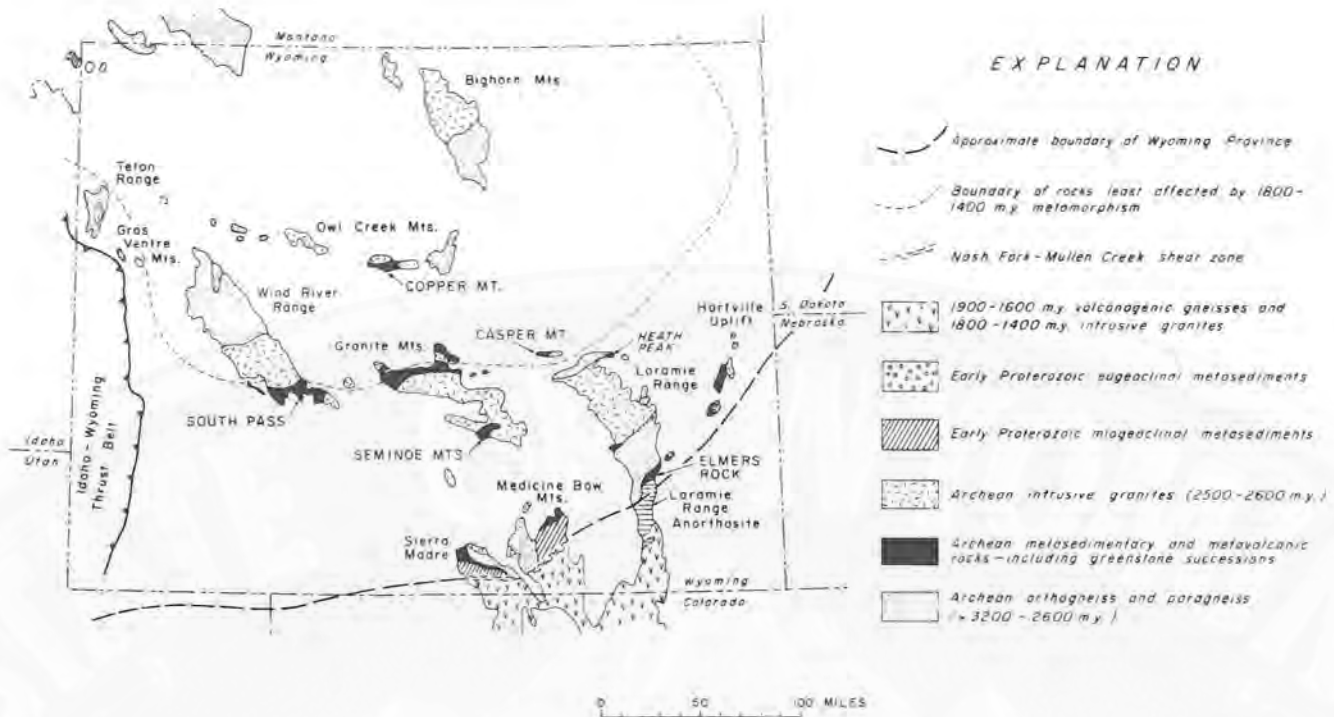 Montana
Wyoming
Bighorn Mts.
Teton
Range
Gros
Ventre
Mts.
Owl Creek Mts.
COPPER MT.
Wind River
Range
CASPER MT.
HEATH
PEAK
Hartville
Uplift
S. Dakota
Nebraska
Granite Mts.
Laramie
Range
SOUTH PASS
SEMINOE MTS.
ELMERS
ROCK
Idaho
Utah
Idaho-Wyoming
Thrust Belt
Medicine Bow
Mts.
Laramie
Range
Anorthosite
Sierra
Madre
Wyoming
Colorado
0 50 100 MILES
EXPLANATION
Approximate boundary of Wyoming Province
Boundary of rocks least affected by 1800-
1400 m.y. metamorphism
Nash Fork-Mullen Creek shear zone
1900-1600 m.y. volcanogenic gneisses and
1800-1400 m.y. intrusive granites
Early Proterozoic eugeoclinal metasediments
Early Proterozoic miogeoclinal metasediments
Archean intrusive granites (2500-2600 m.y.)
Archean metasedimentary and metavolcanic
rocks—including greenstone successions
Archean orthogneiss and paragneiss
(> 3200-2600 m.y.)